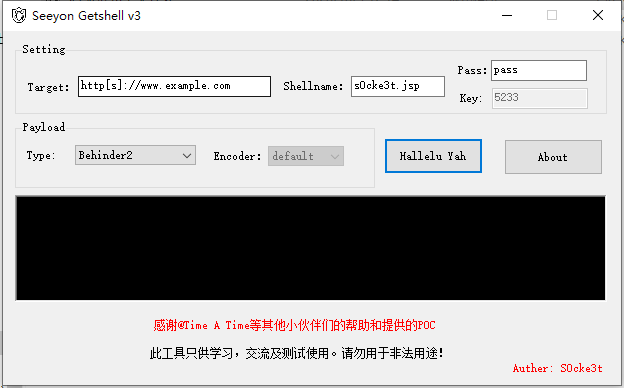 Seeyon Getshell v3
Setting
Target: http[s]://www.example.com Shellname: s0cke3t.jsp Pass: pass
Key: 5233
Payload
Type: Behinder2 Encoder: default Hallelu Yah About
感谢@Time A Time等其他小伙伴们的帮助和提供的POC
此工具只供学习，交流及测试使用。请勿用于非法用途！
Auther: S0cke3t